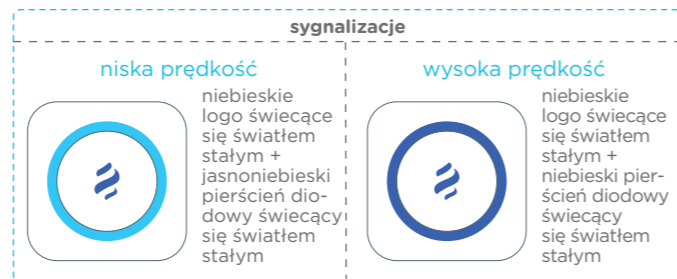 sygnalizacje
niska prędkość
niebieskie
logo świecące
się światłem
stałym +
jasnoniebieski
pierścień dio-
dowy świecący
się światłem
stałym
wysoka prędkość
niebieskie
logo świecące
się światłem
stałym +
niebieski pier-
ścień diodowy
świecący
się światłem
stałym